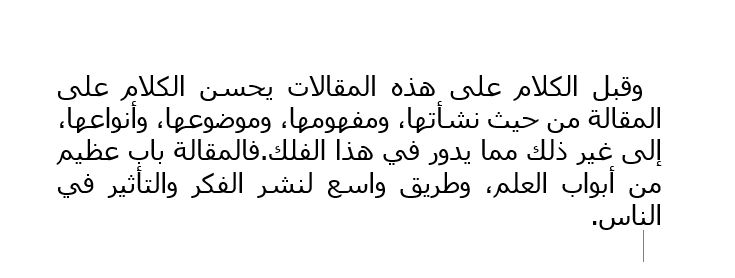 وقبل الكلام على هذه المقالات يحسن الكلام على
المقالة من حيث نشأتها، ومفهومها، وموضوعها، وأنواعها،
إلى غير ذلك مما يدور في هذا الفلك.فالمقالة باب عظيم
من أبواب العلم، وطريق واسع لنشر الفكر والتأثير في
الناس.